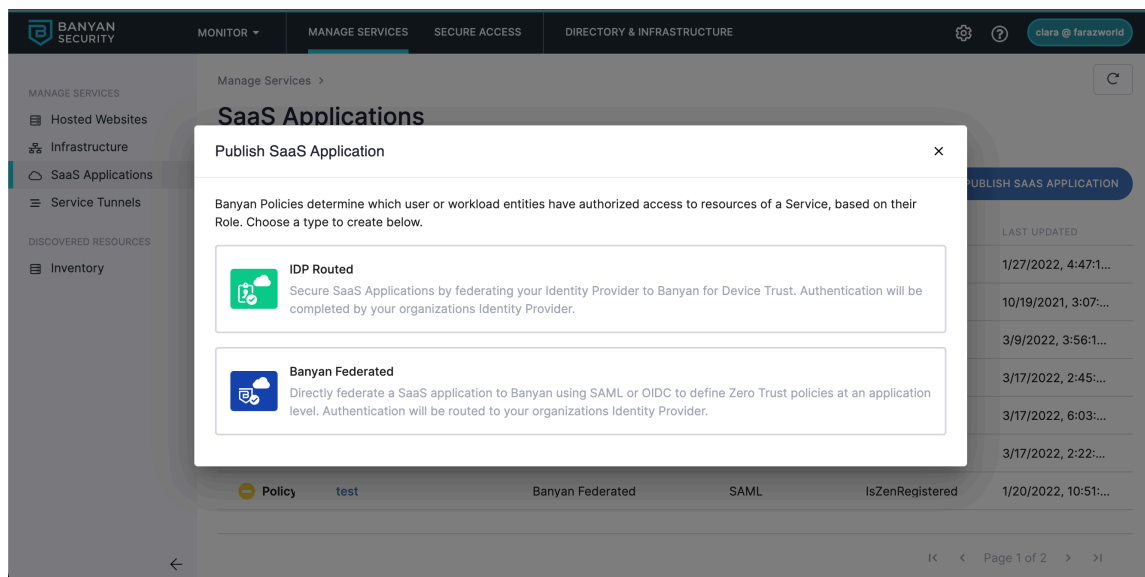 BANYAN
SECURITY
MONITOR
MANAGE SERVICES
SECURE ACCESS
DIRECTORY & INFRASTRUCTURE
clara @ farazworld
MANAGE SERVICES
Hosted Websites
Infrastructure
SaaS Applications
Service Tunnels
DISCOVERED RESOURCES
Inventory
Manage Services >
SaaS Applications
PUBLISH SAAS APPLICATION
Publish SaaS Application
Banyan Policies determine which user or workload entities have authorized access to resources of a Service, based on their
Role. Choose a type to create below.
IDP Routed
Secure SaaS Applications by federating your Identity Provider to Banyan for Device Trust. Authentication will be
completed by your organizations Identity Provider.
Banyan Federated
Directly federate a SaaS application to Banyan using SAML or OIDC to define Zero Trust policies at an application
level. Authentication will be routed to your organizations Identity Provider.
LAST UPDATED
1/27/2022, 4:47:1...
10/19/2021, 3:07:...
3/9/2022, 3:56:1...
3/17/2022, 2:45:...
3/17/2022, 6:03:...
3/17/2022, 2:22:...
Policy test Banyan Federated SAML IsZenRegistered 1/20/2022, 10:51:...
Page 1 of 2